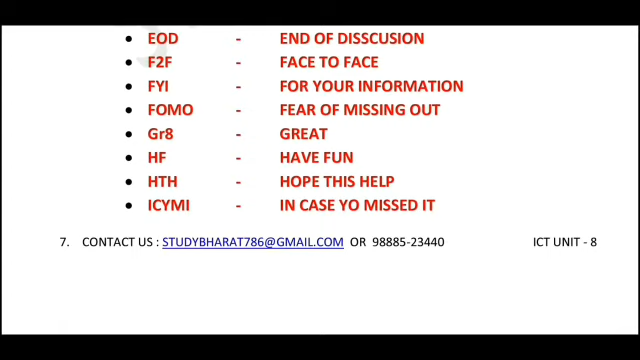 • EOD - END OF DISSCUSION
• F2F - FACE TO FACE
• FYI - FOR YOUR INFORMATION
• FOMO - FEAR OF MISSING OUT
• Gr8 - GREAT
• HF - HAVE FUN
• HTH - HOPE THIS HELP
• ICYMI - IN CASE YO MISSED IT
7. CONTACT US : STUDYBHARAT786@GMAIL.COM OR 98885-23440 ICT UNIT - 8